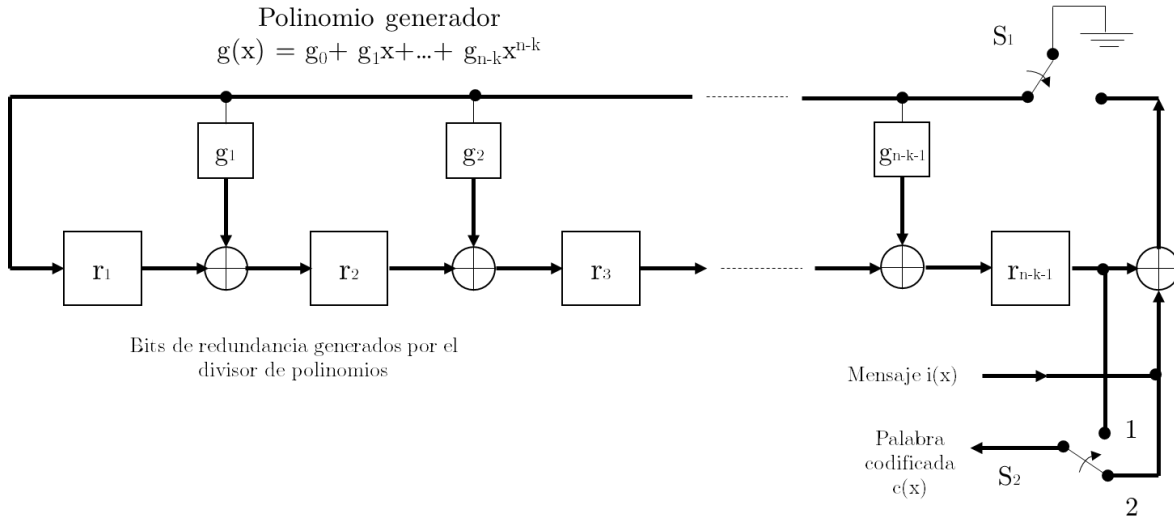 Polinomio generador
g(x) = g₀+ g₁x+...+ gₙ₋ₖxⁿ⁻ᵏ
S₁
g₁
g₂
gₙ₋ₖ₋₁
r₁
r₂
r₃
rₙ₋ₖ₋₁
Bits de redundancia generados por el
divisor de polinomios
Mensaje i(x)
1
Palabra
codificada
c(x)
S₂
2